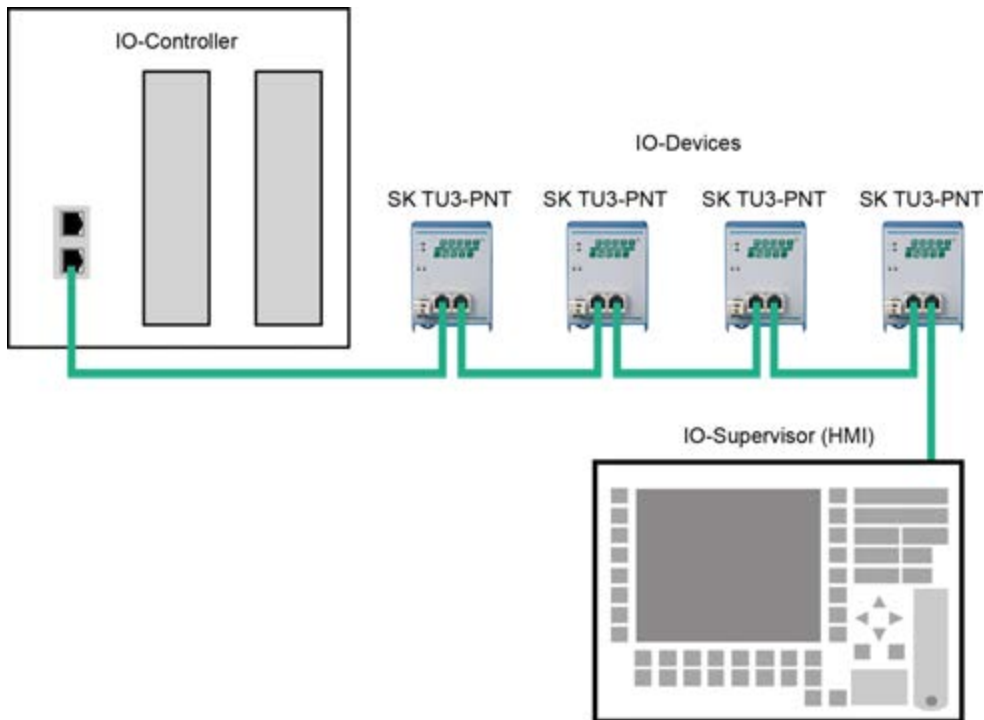 IO-Controller
IO-Devices
SK TU3-PNT SK TU3-PNT SK TU3-PNT SK TU3-PNT
IO-Supervisor (HMI)